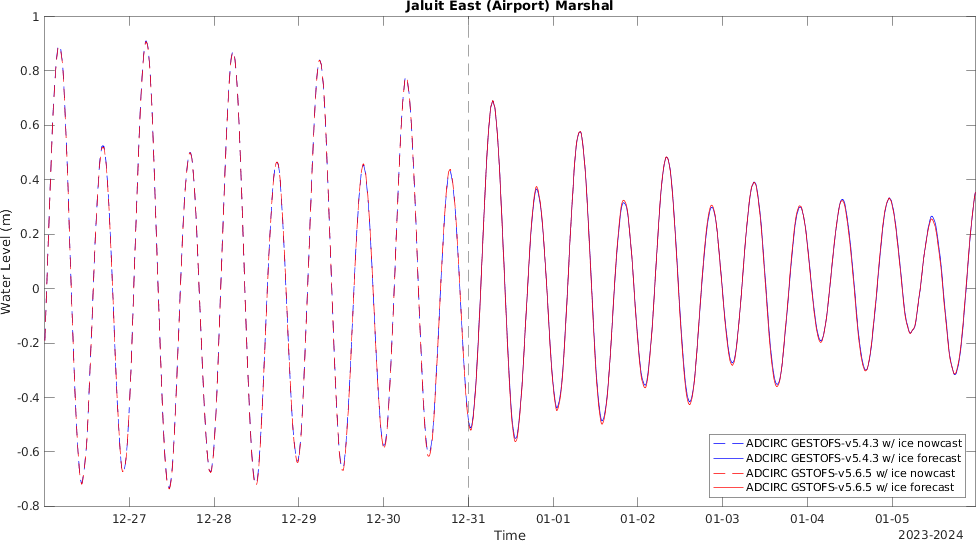 Jaluit East (Airport) Marshal
Water Level (m)
1
0.8
0.6
0.4
0.2
0
-0.2
-0.4
-0.6
-0.8
ADCIRC GESTOFS-v5.4.3 w/ ice nowcast
ADCIRC GESTOFS-v5.4.3 w/ ice forecast
ADCIRC GSTOFS-v5.6.5 w/ ice nowcast
ADCIRC GSTOFS-v5.6.5 w/ ice forecast
12-27 12-28 12-29 12-30 12-31 01-01 01-02 01-03 01-04 01-05
Time
2023-2024